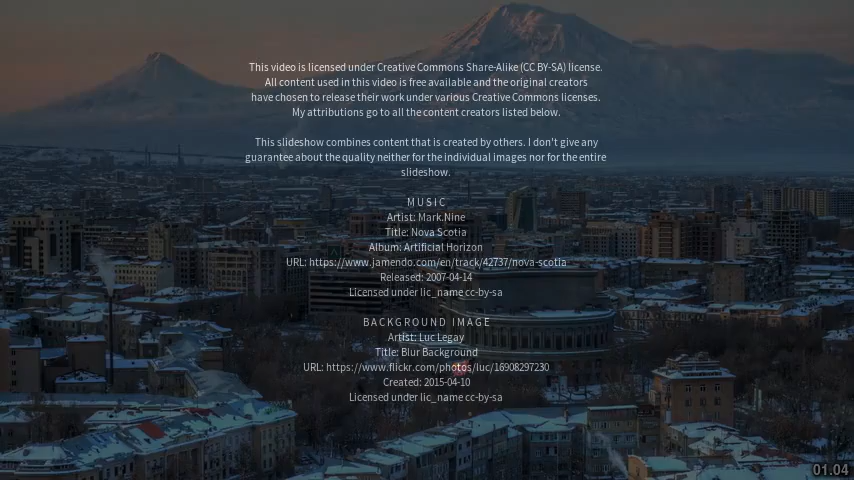 This video is licensed under Creative Commons Share-Alike (CC BY-SA) license.
All content used in this video is free available and the original creators
have chosen to release their work under various Creative Commons licenses.
My attributions go to all the content creators listed below.
This slideshow combines content that is created by others. I don't give any
guarantee about the quality neither for the individual images nor for the entire
slideshow.
MUSIC
Artist: Mark.Nine
Title: Nova Scotia
Album: Artificial Horizon
URL: https://www.jamendo.com/en/track/42737/nova-scotia
Released: 2007-04-14
Licensed under lic_name cc-by-sa
BACKGROUND IMAGE
Artist: Luc Legay
Title: Blur Background
URL: https://www.flickr.com/photos/luc/16908297230
Created: 2015-04-10
Licensed under lic_name cc-by-sa
01.04